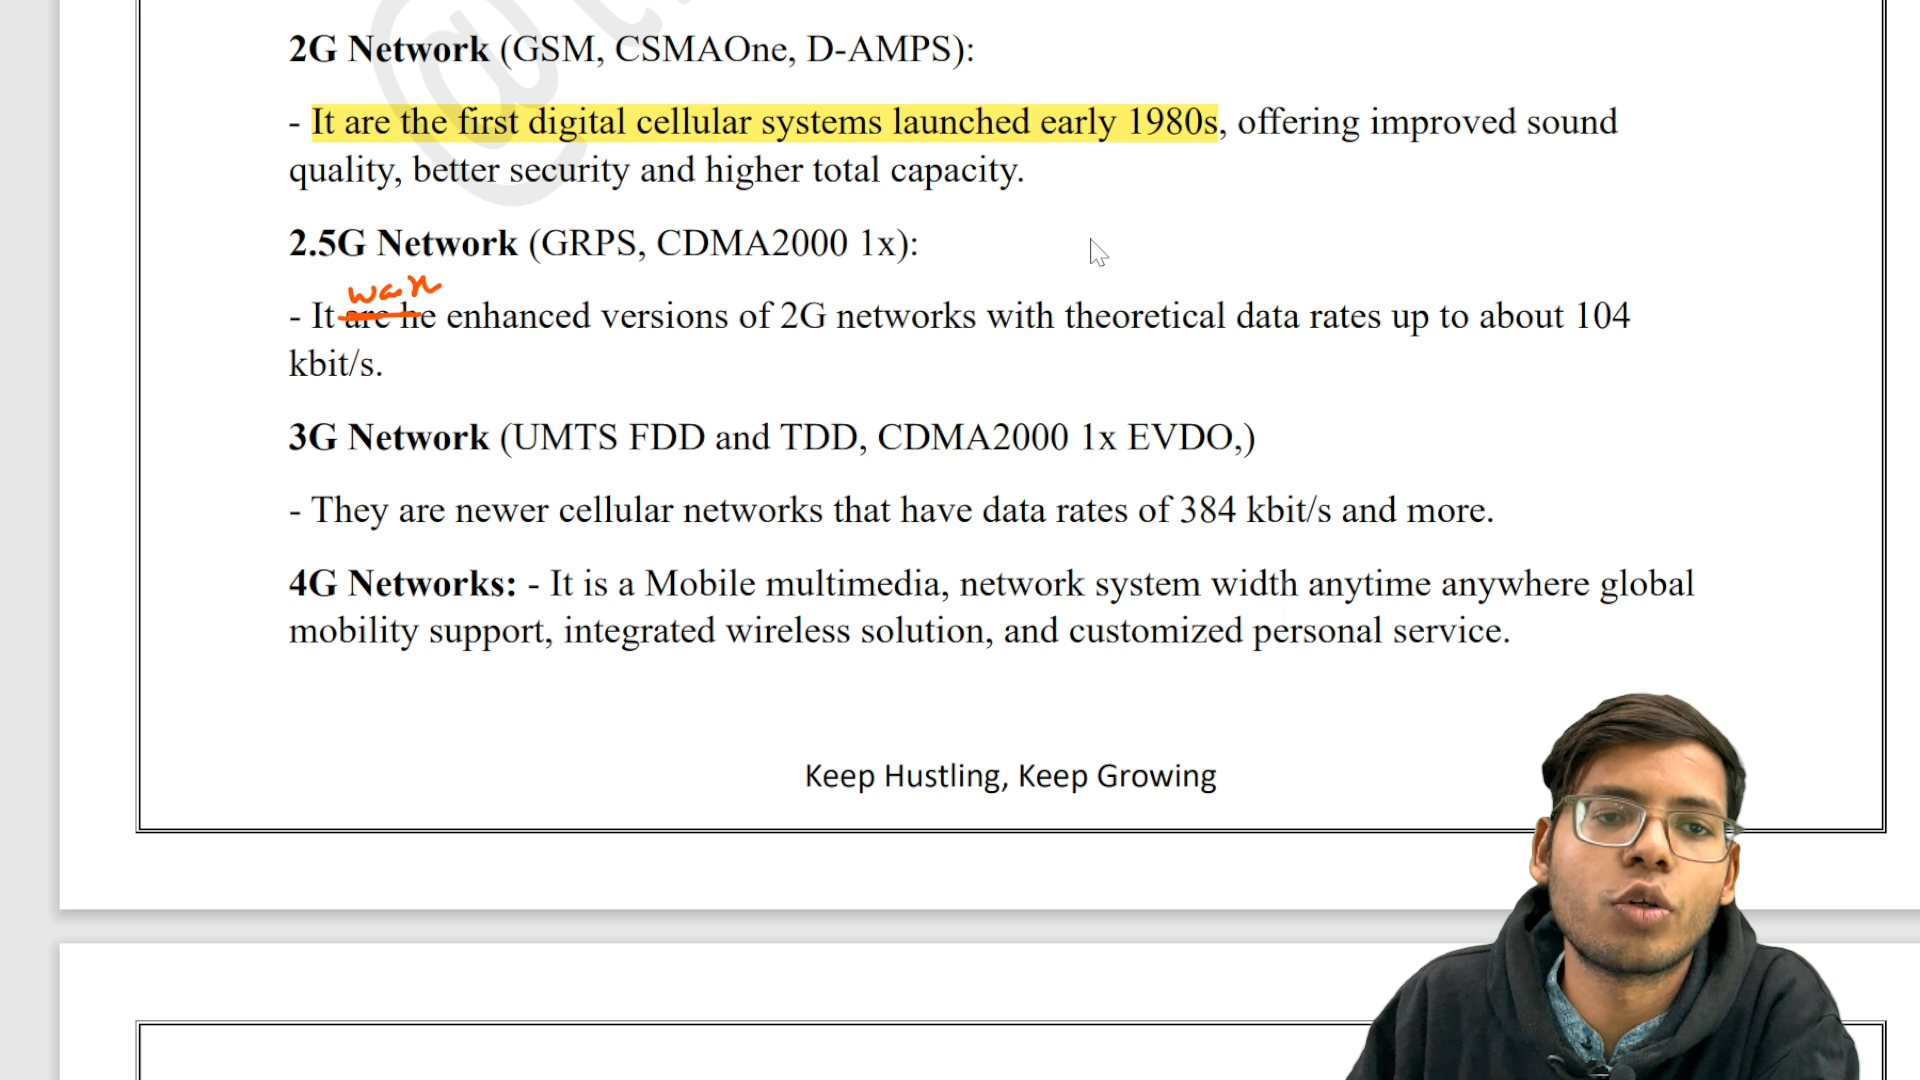 2G Network (GSM, CSMAOne, D-AMPS):
- It are the first digital cellular systems launched early 1980s, offering improved sound
quality, better security and higher total capacity.
2.5G Network (GRPS, CDMA2000 1x):
was
- It are he enhanced versions of 2G networks with theoretical data rates up to about 104
kbit/s.
3G Network (UMTS FDD and TDD, CDMA2000 1x EVDO,)
- They are newer cellular networks that have data rates of 384 kbit/s and more.
4G Networks: - It is a Mobile multimedia, network system width anytime anywhere global
mobility support, integrated wireless solution, and customized personal service.
Keep Hustling, Keep Growing